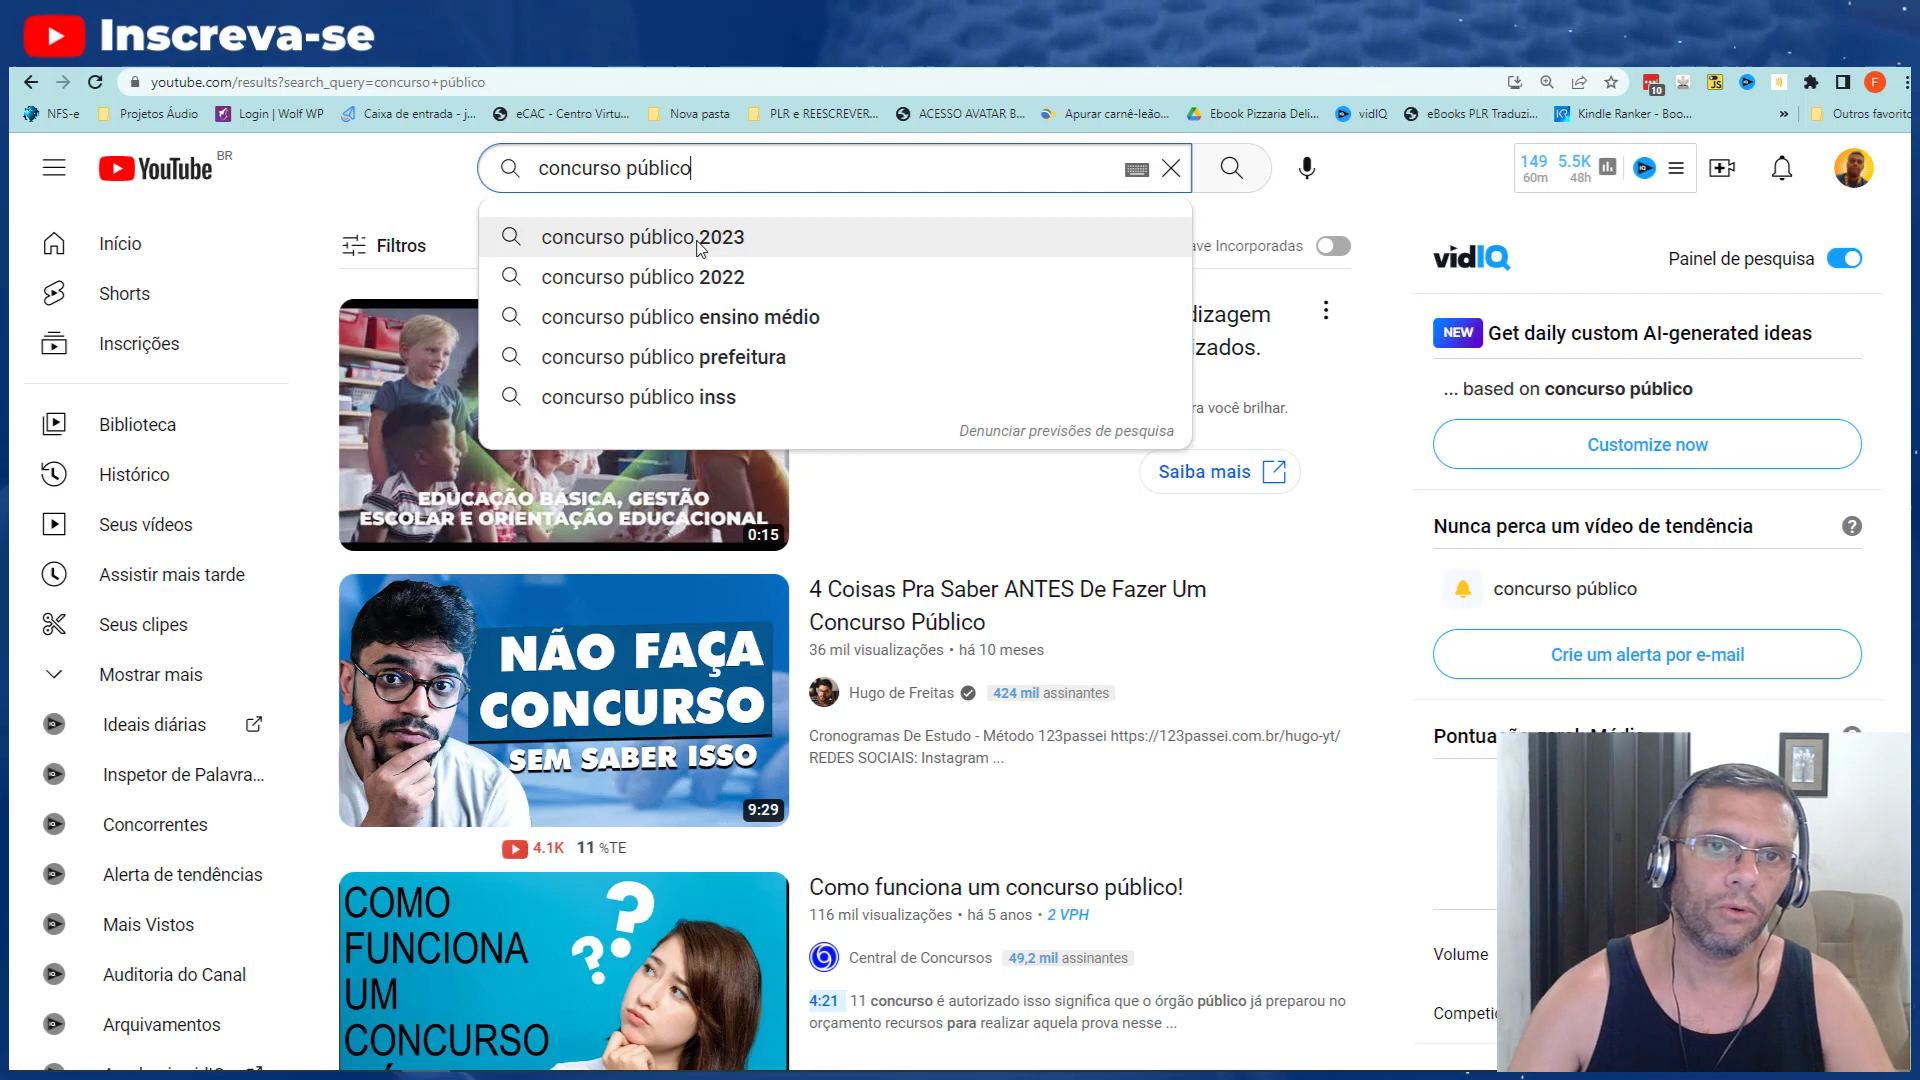 Inscreva-se
youtube.com/results?search_query=concurso+público
10
JS
F
NFS-e
Projetos Áudio
Login | Wolf WP
Caixa de entrada - j...
eCAC - Centro Virtu...
Nova pasta
PLR e REESCREVER...
ACESSO AVATAR B...
Apurar carnê-leão...
Ebook Pizzaria Deli...
vidIQ
eBooks PLR Traduzi...
Kindle Ranker - Boo...
»
Outros favorito
YouTube BR
concurso público
149 5.5K
60m 48h
Início
Shorts
Inscrições
Biblioteca
Histórico
Seus vídeos
Assistir mais tarde
Seus clipes
Mostrar mais
Ideais diárias
Inspetor de Palavra...
Concorrentes
Alerta de tendências
Mais Vistos
Auditoria do Canal
Arquivamentos
Filtros
ave Incorporadas
concurso público 2023
concurso público 2022
concurso público ensino médio
concurso público prefeitura
concurso público inss
Denunciar previsões de pesquisa
dizagem
izados.
ra você brilhar.
Saiba mais
EDUCAÇÃO BÁSICA, GESTÃO
ESCOLAR E ORIENTAÇÃO EDUCACIONAL
0:15
NÃO FAÇA
CONCURSO
SEM SABER ISSO
9:29
4.1K 11 %TE
4 Coisas Pra Saber ANTES De Fazer Um
Concurso Público
36 mil visualizações • há 10 meses
Hugo de Freitas 424 mil assinantes
Cronogramas De Estudo - Método 123passei https://123passei.com.br/hugo-yt/
REDES SOCIAIS: Instagram ...
COMO
FUNCIONA
UM
CONCURSO
???
Como funciona um concurso público!
116 mil visualizações • há 5 anos • 2 VPH
Central de Concursos 49,2 mil assinantes
4:21 11 concurso é autorizado isso significa que o órgão público já preparou no
orçamento recursos para realizar aquela prova nesse ...
vidIQ
Painel de pesquisa
NEW Get daily custom AI-generated ideas
... based on concurso público
Customize now
Nunca perca um vídeo de tendência
?
concurso público
Crie um alerta por e-mail
Volume